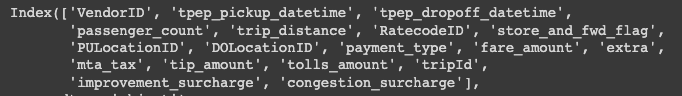 Index(['VendorID', 'tpep_pickup_datetime', 'tpep_dropoff_datetime',
'passenger_count', 'trip_distance', 'RatecodeID', 'store_and_fwd_flag',
'PULocationID', 'DOLocationID', 'payment_type', 'fare_amount', 'extra',
'mta_tax', 'tip_amount', 'tolls_amount', 'tripId',
'improvement_surcharge', 'congestion_surcharge'],